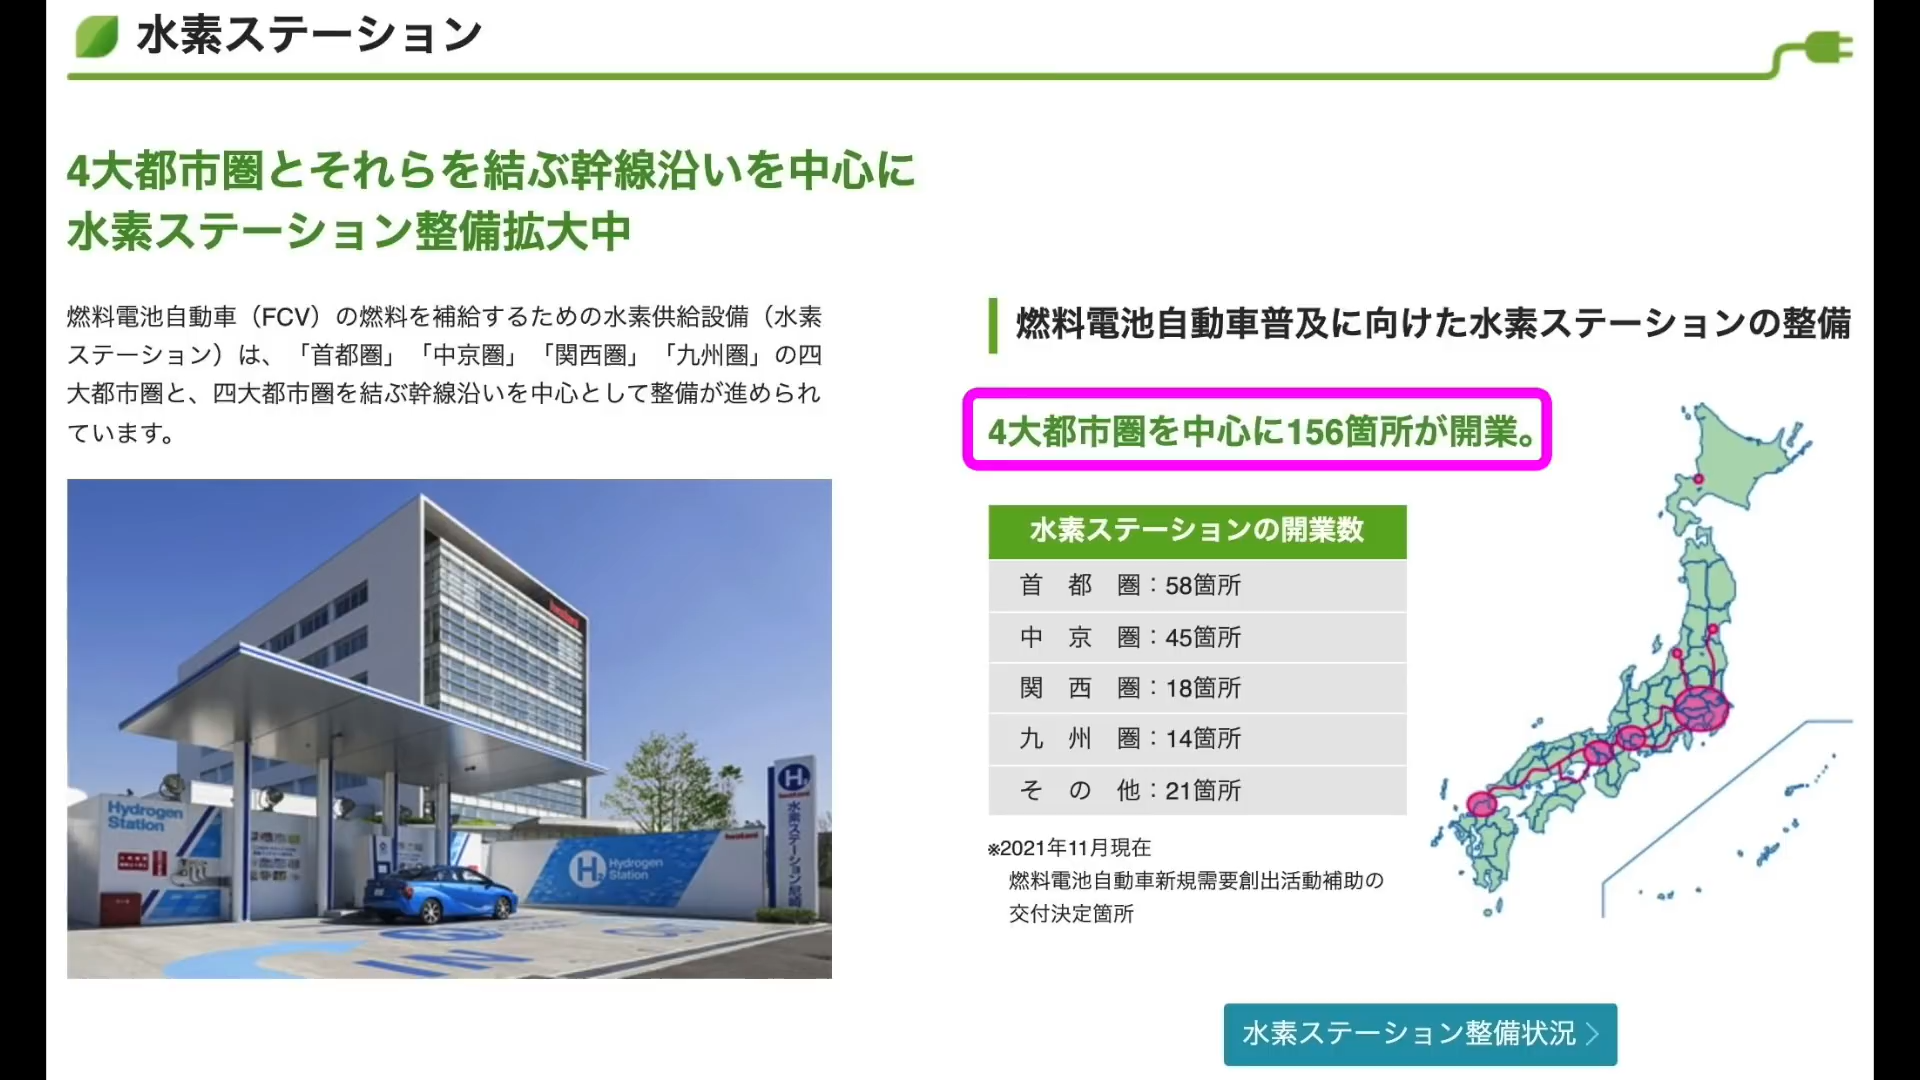 水素ステーション
4大都市圏とそれらを結ぶ幹線沿いを中心に
水素ステーション整備拡大中
燃料電池自動車（FCV）の燃料を補給するための水素供給設備（水素
ステーション）は、「首都圏」「中京圏」「関西圏」「九州圏」の四
大都市圏と、四大都市圏を結ぶ幹線沿いを中心として整備が進められ
ています。
Iwatani
Hydrogen
Station
H2
Hydrogen
Station
Iwatani
H2
水素ステーション尼崎
IN
燃料電池自動車普及に向けた水素ステーションの整備
4大都市圏を中心に156箇所が開業。
水素ステーションの開業数
首都圏：58箇所
中京圏：45箇所
関西圏：18箇所
九州圏：14箇所
その他：21箇所
※2021年11月現在
燃料電池自動車新規需要創出活動補助の
交付決定箇所
水素ステーション整備状況